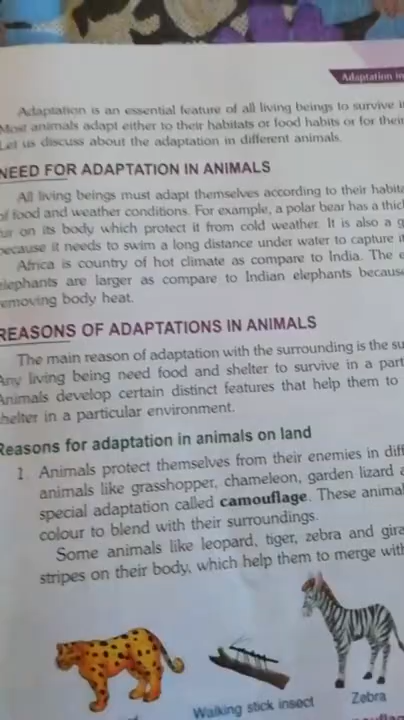 Adaptation in
Adaptation is an essential feature of all living beings to survive
Most animals adapt either to their habitats or food habits or for their
Let us discuss about the adaptation in different animals.
NEED FOR ADAPTATION IN ANIMALS
All living beings must adapt themselves according to their
of food and weather conditions. For example, a polar bear has a
fur on its body which protect it from cold weather. It is also a
because it needs to swim a long distance under water to capture
Africa is country of hot climate as compare to India. The
elephants are larger as compare to Indian elephants
removing body heat.
REASONS OF ADAPTATIONS IN ANIMALS
The main reason of adaptation with the surrounding is the
Any living being need food and shelter to survive in a
Animals develop certain distinct features that help them to
shelter in a particular environment.
Reasons for adaptation in animals on land
1. Animals protect themselves from their enemies in
animals like grasshopper, chameleon, garden lizard
special adaptation called camouflage. These
colour to blend with their surroundings.
Some animals like leopard, tiger, zebra and
stripes on their body, which help them to merge
Walking stick insect
Zebra